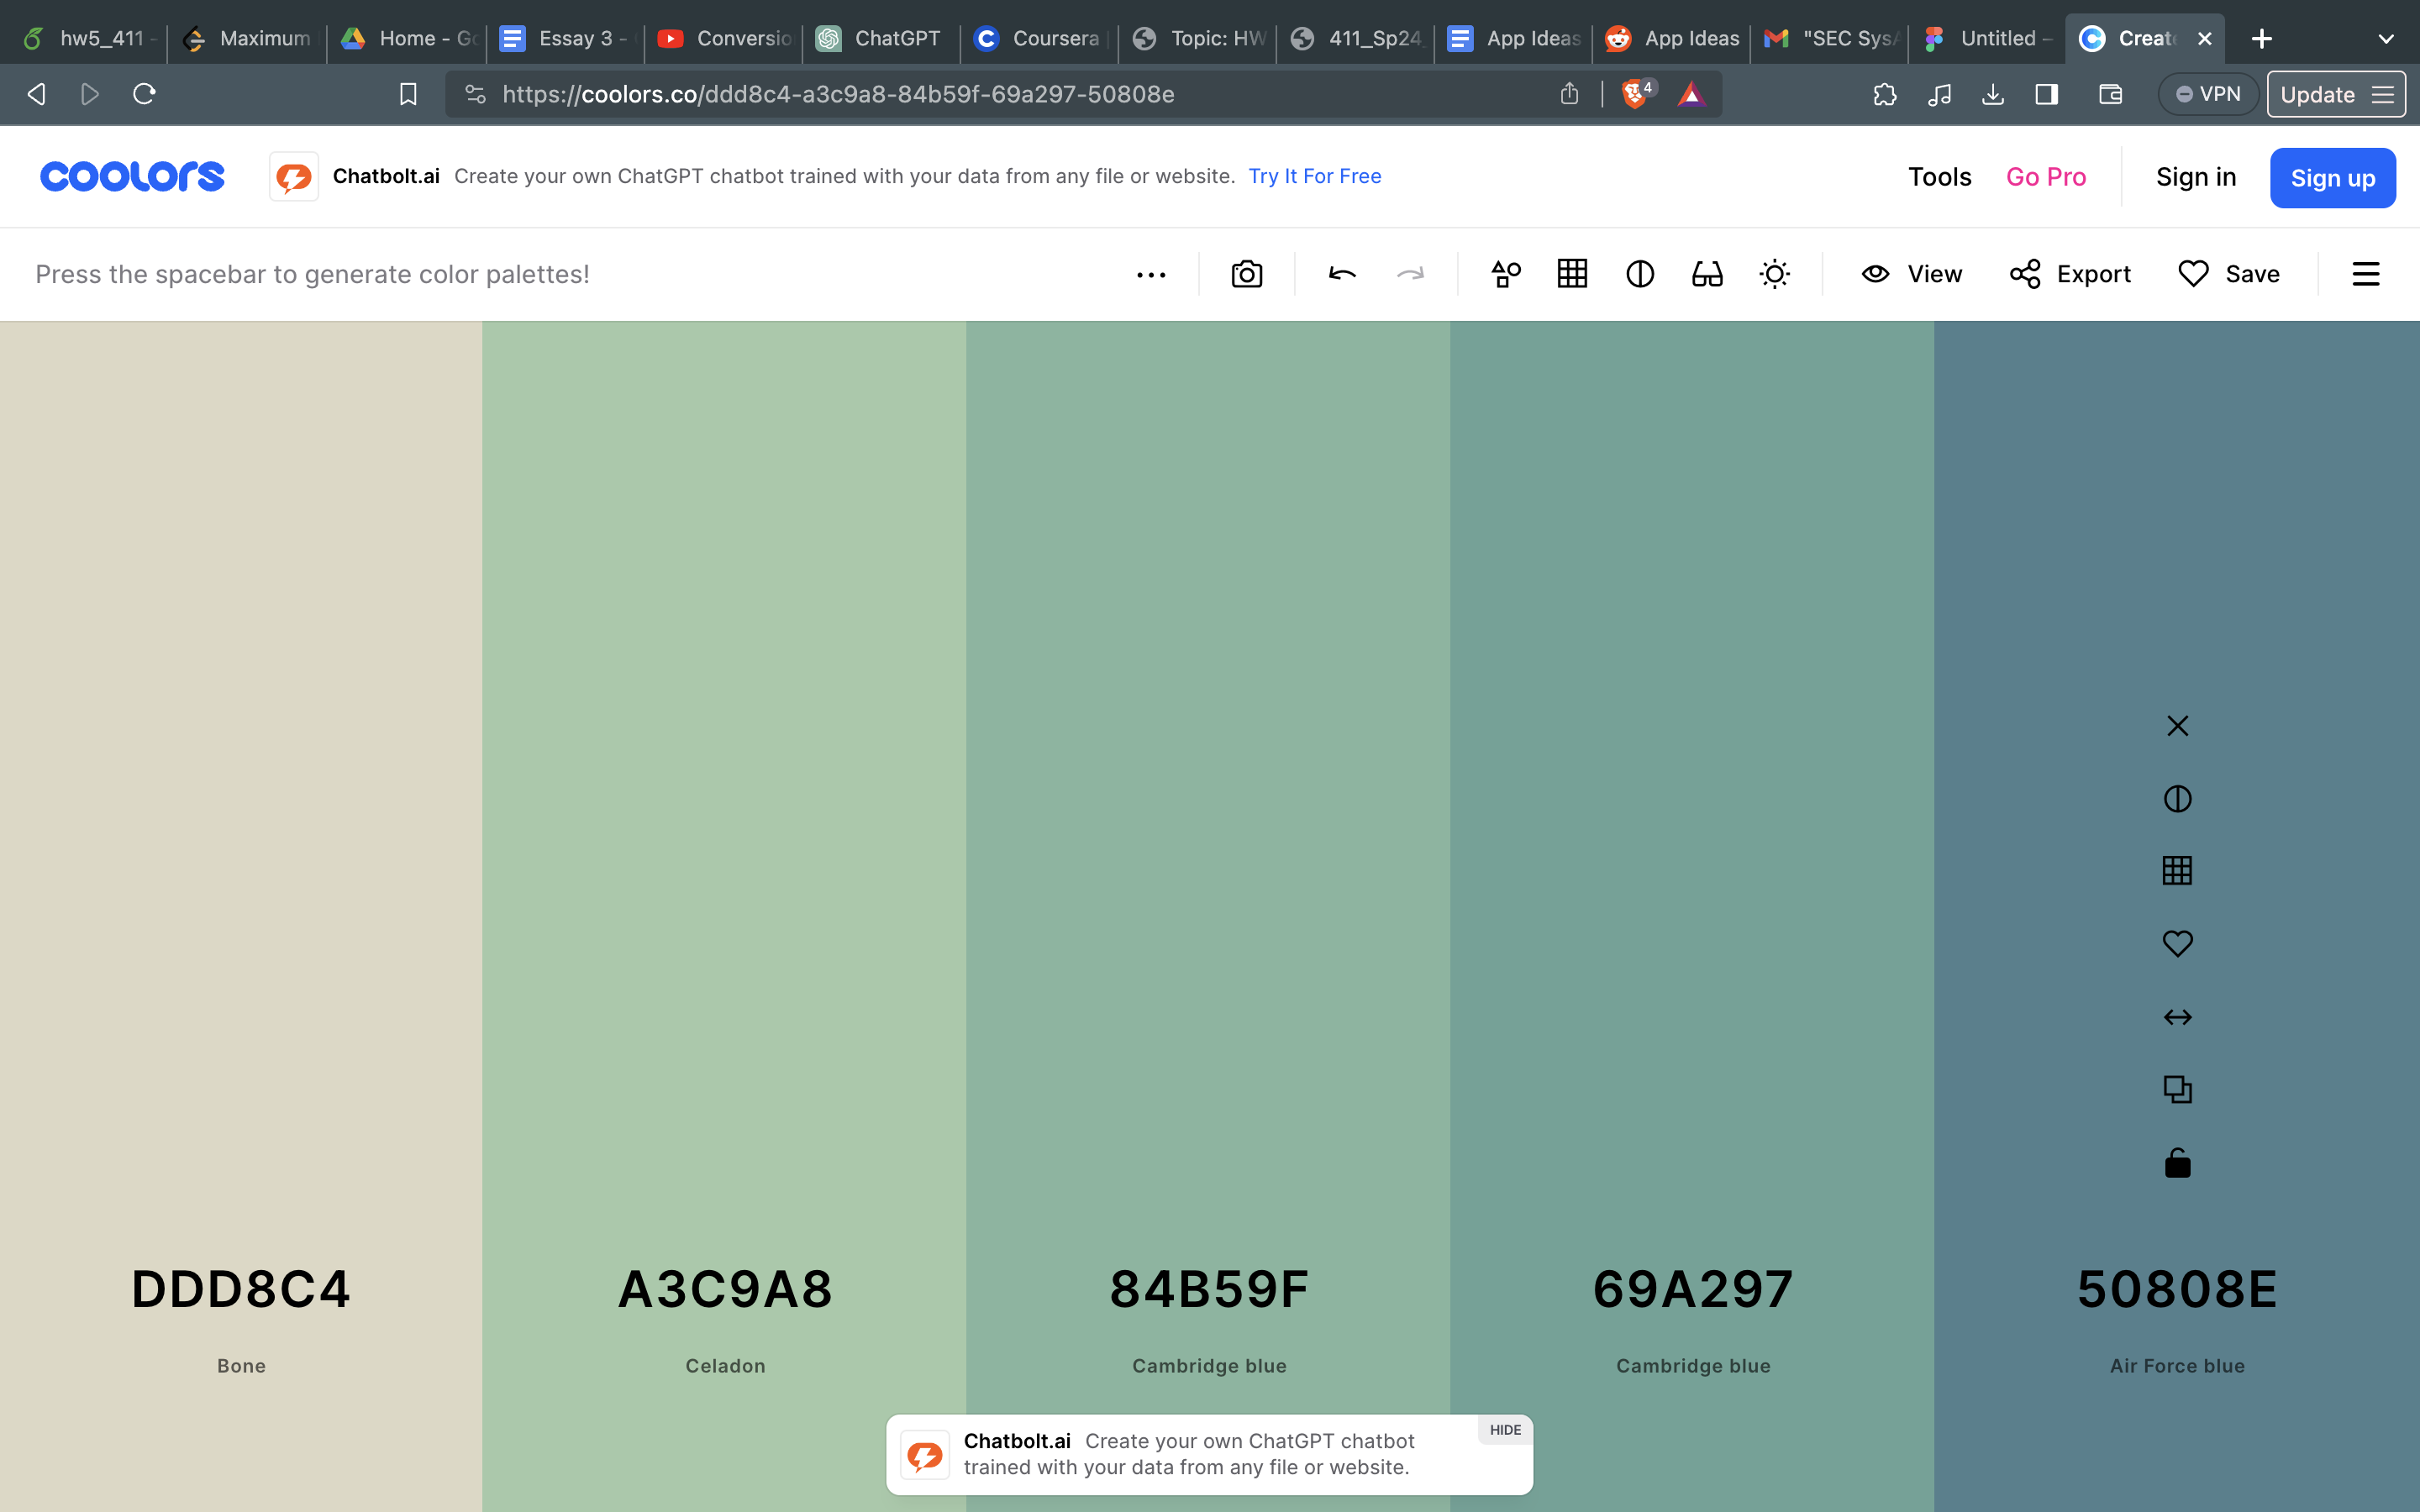 hw5_411 - Maximum Home - Go Essay 3 - Conversio ChatGPT Coursera Topic: HW 411_Sp24 App Ideas App Ideas "SEC SysA Untitled – Create
https://coolors.co/ddd8c4-a3c9a8-84b59f-69a297-50808e 4 VPN Update
coolors Chatbolt.ai Create your own ChatGPT chatbot trained with your data from any file or website. Try It For Free Tools Go Pro Sign in Sign up
Press the spacebar to generate color palettes! View Export Save
DDD8C4 A3C9A8 84B59F 69A297 50808E
Bone Celadon Cambridge blue Cambridge blue Air Force blue
HIDE
Chatbolt.ai Create your own ChatGPT chatbot
trained with your data from any file or website.